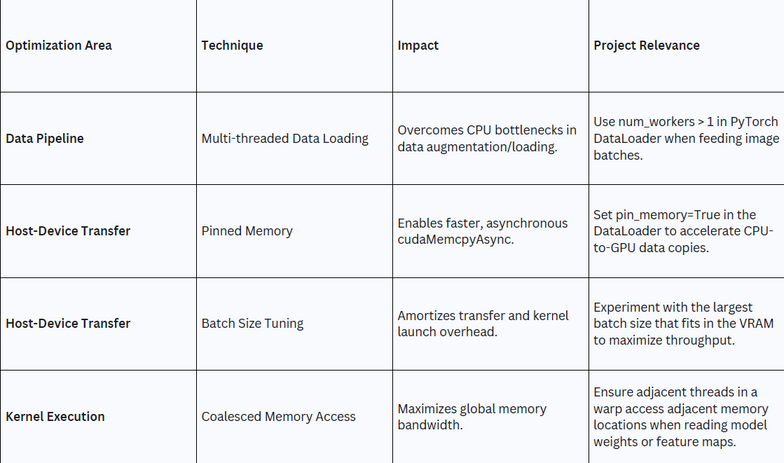 Optimization Area Technique Impact Project Relevance
Data Pipeline Multi-threaded Data Loading
Overcomes CPU bottlenecks in
data augmentation/loading.
Use num_workers > 1 in PyTorch
DataLoader when feeding image
batches.
Host-Device Transfer Pinned Memory
Enables faster, asynchronous
cudaMemcpyAsync.
Set pin_memory=True in the
DataLoader to accelerate CPU-
to-GPU data copies.
Host-Device Transfer Batch Size Tuning
Amortizes transfer and kernel
launch overhead.
Experiment with the largest
batch size that fits in the VRAM
to maximize throughput.
Kernel Execution Coalesced Memory Access
Maximizes global memory
bandwidth.
Ensure adjacent threads in a
warp access adjacent memory
locations when reading model
weights or feature maps.